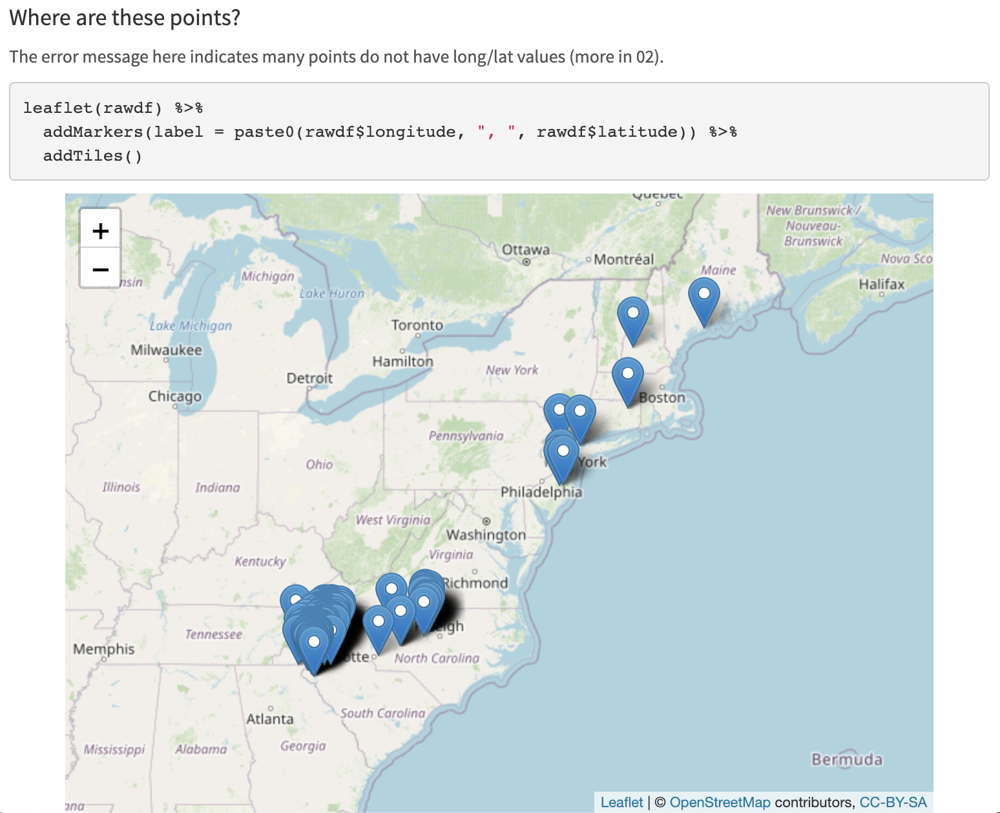 Where are these points?
The error message here indicates many points do not have long/lat values (more in 02).
leaflet(rawdf) %>%
addMarkers(label = paste0(rawdf$longitude, ", ", rawdf$latitude)) %>%
addTiles()
+
−
Québec
New Brunswick /
Nouveau-
Brunswick
Ottawa
Montréal
Nova Sco
Maine
Michigan
nsin
Halifax
Lake Huron
Lake Michigan
Toronto
Milwaukee
Hamilton
New York
Detroit
Chicago
Boston
Pennsylvania
York
Ohio
Illinois
Indiana
Philadelphia
West Virginia
Washington
Virginia
Kentucky
Richmond
eigh
Tennessee
Memphis
otte
North Carolina
Atlanta
South Carolina
Georgia
Mississippi
Alabama
Bermuda
ana
Leaflet | © OpenStreetMap contributors, CC-BY-SA